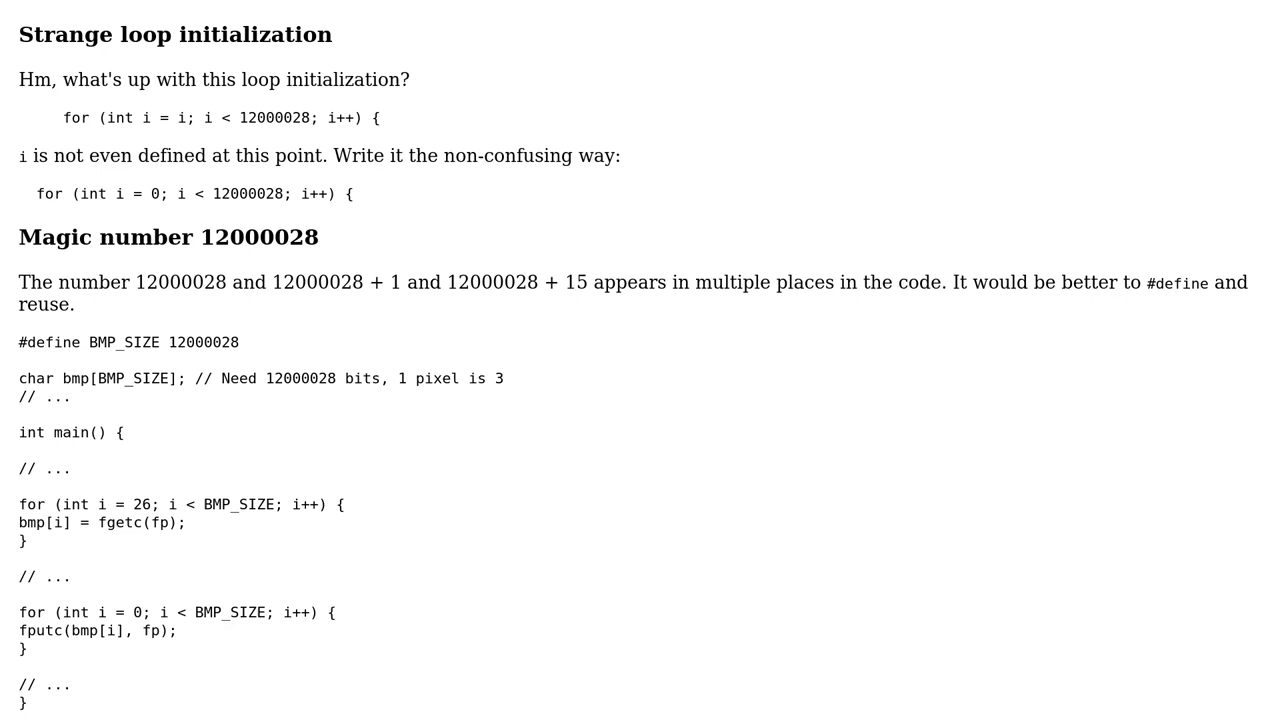 Strange loop initialization
Hm, what's up with this loop initialization?
for (int i = i; i < 12000028; i++) {
i is not even defined at this point. Write it the non-confusing way:
for (int i = 0; i < 12000028; i++) {
Magic number 12000028
The number 12000028 and 12000028 + 1 and 12000028 + 15 appears in multiple places in the code. It would be better to #define and
reuse.
#define BMP_SIZE 12000028
char bmp[BMP_SIZE]; // Need 12000028 bits, 1 pixel is 3
// ...
int main() {
// ...
for (int i = 26; i < BMP_SIZE; i++) {
bmp[i] = fgetc(fp);
}
// ...
for (int i = 0; i < BMP_SIZE; i++) {
fputc(bmp[i], fp);
}
// ...
}